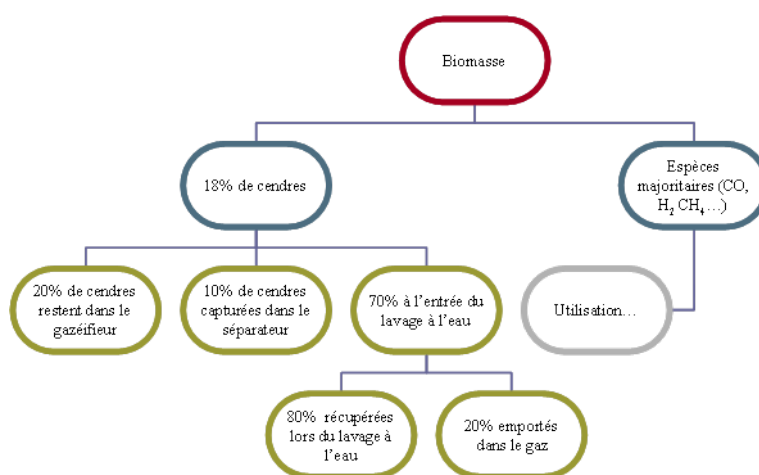 Biomasse
18% de cendres
Espèces
majoritaires (CO,
H₂ CH₄ …)
20% de cendres
restent dans le
gazéifieur
10% de cendres
capturées dans le
séparateur
70% à l’entrée du
lavage à l’eau
Utilisation…
80% récupérées
lors du lavage à
l’eau
20% emportés
dans le gaz